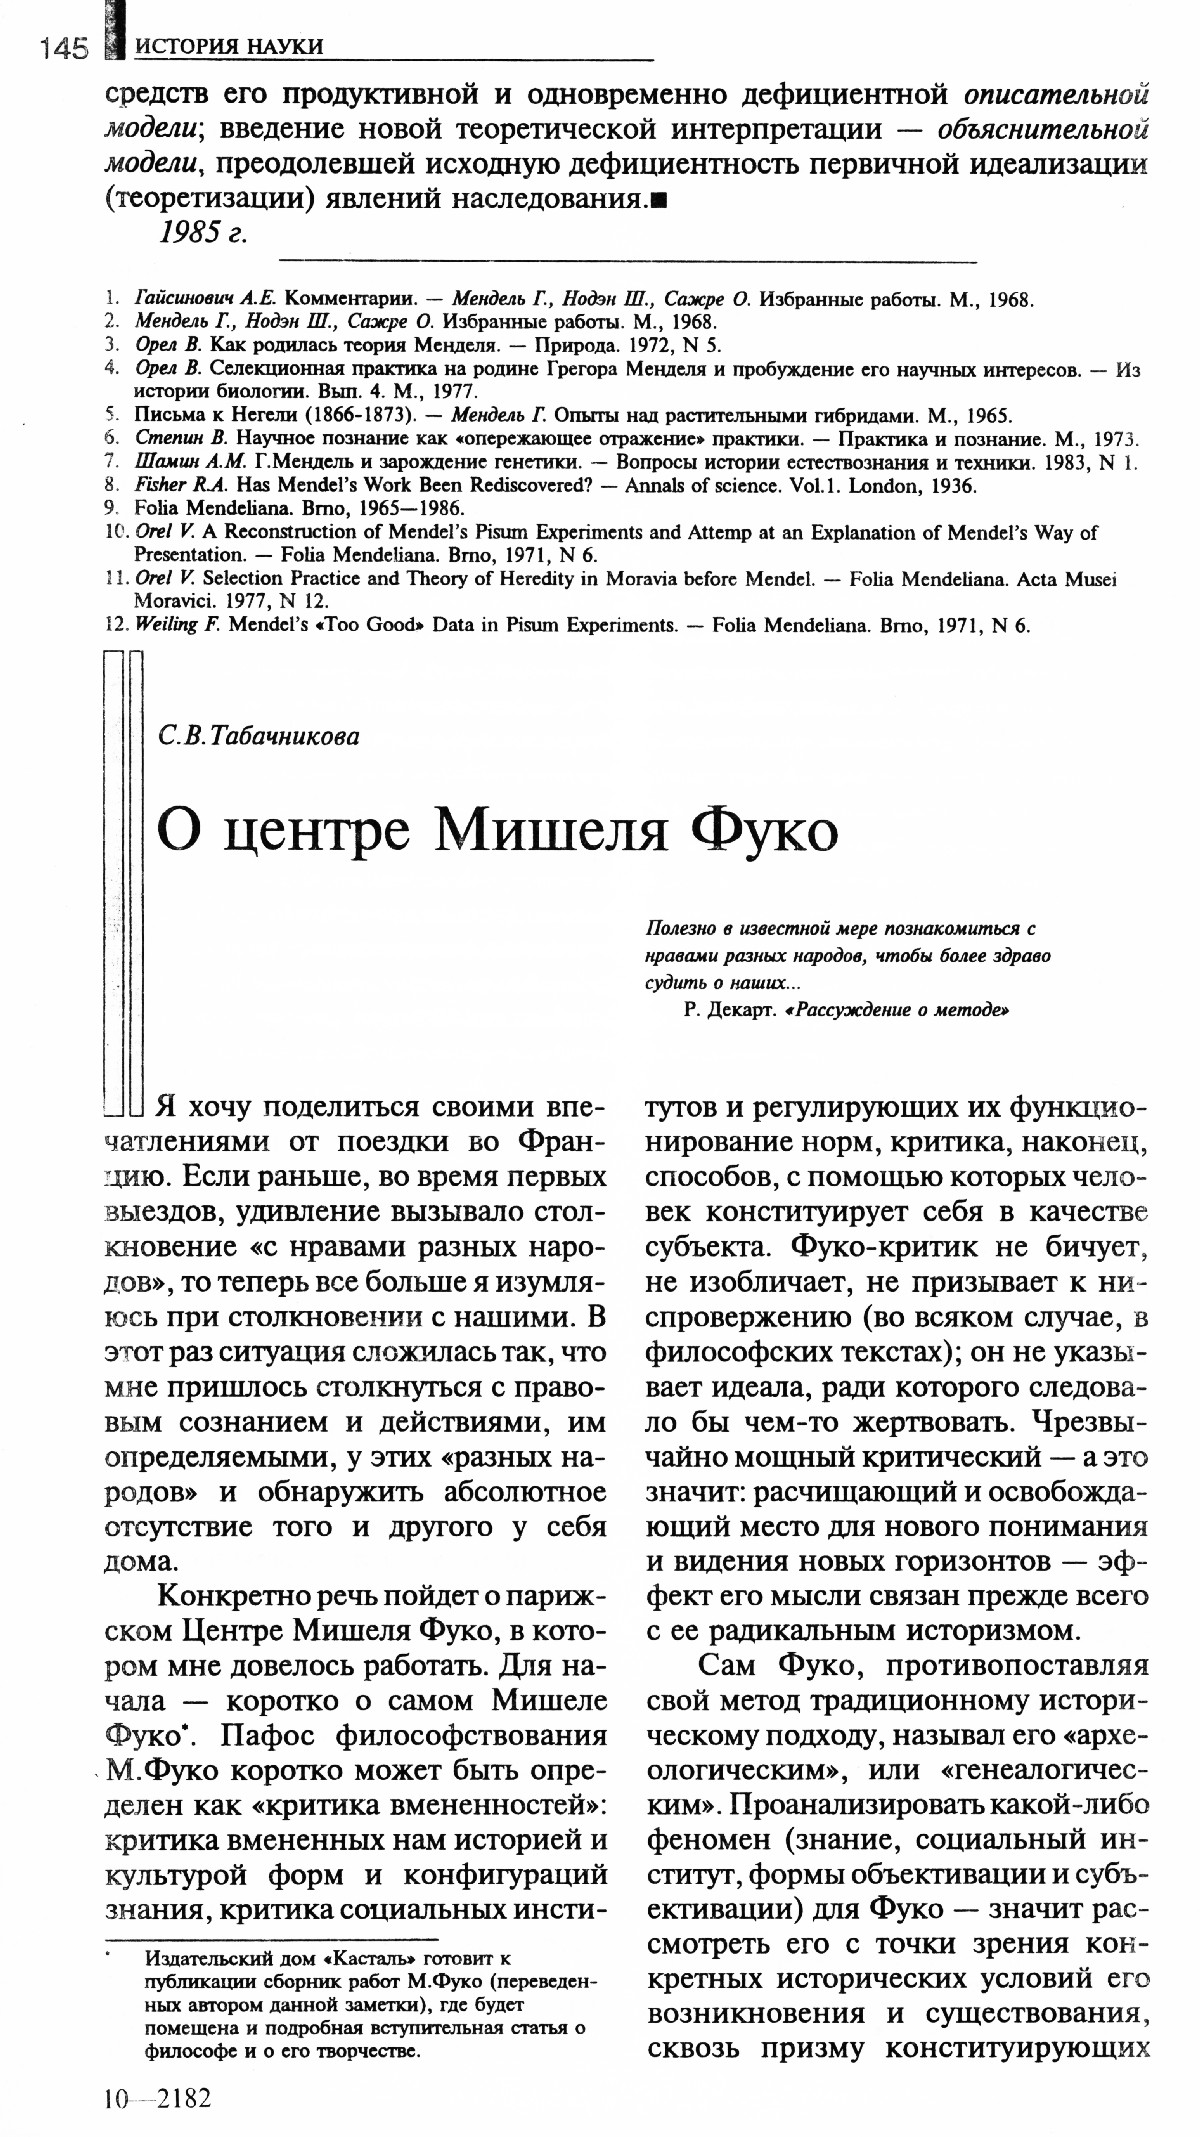 145 ИСТОРИЯ НАУКИ
средств его продуктивной и одновременно дефициентной описательной
модели; введение новой теоретической интерпретации — объяснительной
модели, преодолевшей исходную дефициентность первичной идеализации
(теоретизации) явлений наследования.■
1985 г.
1. Гайсинович А.Е. Комментарии. — Мендель Г., Нодэн Ш., Сажре О. Избранные работы. М., 1968.
2. Мендель Г., Нодэн Ш., Сажре О. Избранные работы. М., 1968.
3. Орел В. Как родилась теория Менделя. — Природа. 1972, N 5.
4. Орел В. Селекционная практика на родине Грегора Менделя и пробуждение его научных интересов. — Из
истории биологии. Вып. 4. М., 1977.
5. Письма к Негели (1866-1873). — Мендель Г. Опыты над растительными гибридами. М., 1965.
6. Степин В. Научное познание как «опережающее отражение» практики. — Практика и познание. М., 1973.
7. Шамин А.М. Г.Мендель и зарождение генетики. — Вопросы истории естествознания и техники. 1983, N 1.
8. Fisher R.A. Has Mendel's Work Been Rediscovered? — Annals of science. Vol.1. London, 1936.
9. Folia Mendeliana. Brno, 1965—1986.
10. Orel V. A Reconstruction of Mendel's Pisum Experiments and Attemp at an Explanation of Mendel's Way of
Presentation. — Folia Mendeliana. Brno, 1971, N 6.
11. Orel V. Selection Practice and Theory of Heredity in Moravia before Mendel. — Folia Mendeliana. Acta Musei
Moravici. 1977, N 12.
12. Weiling F. Mendel's «Too Good» Data in Pisum Experiments. — Folia Mendeliana. Brno, 1971, N 6.
С.В.Табачникова
О центре Мишеля Фуко
Полезно в известной мере познакомиться с
нравами разных народов, чтобы более здраво
судить о наших...
Р. Декарт. «Рассуждение о методе»
Я хочу поделиться своими впе-
чатлениями от поездки во Фран-
цию. Если раньше, во время первых
выездов, удивление вызывало стол-
кновение «с нравами разных наро-
дов», то теперь все больше я изумля-
юсь при столкновении с нашими. В
этот раз ситуация сложилась так, что
мне пришлось столкнуться с право-
вым сознанием и действиями, им
определяемыми, у этих «разных на-
родов» и обнаружить абсолютное
отсутствие того и другого у себя
дома.
Конкретно речь пойдет о париж-
ском Центре Мишеля Фуко, в кото-
ром мне довелось работать. Для на-
чала — коротко о самом Мишеле
Фуко*. Пафос философствования
М.Фуко коротко может быть опре-
делен как «критика вмененностей»:
критика вмененных нам историей и
культурой форм и конфигураций
знания, критика социальных инсти-
* Издательский дом «Касталь» готовит к
публикации сборник работ М.Фуко (переведен-
ных автором данной заметки), где будет
помещена и подробная вступительная статья о
философе и о его творчестве.
10—2182
тутов и регулирующих их функцио-
нирование норм, критика, наконец,
способов, с помощью которых чело-
век конституирует себя в качестве
субъекта. Фуко-критик не бичует,
не изобличает, не призывает к ни-
спровержению (во всяком случае, в
философских текстах); он не указы-
вает идеала, ради которого следова-
ло бы чем-то жертвовать. Чрезвы-
чайно мощный критический — а это
значит: расчищающий и освобожда-
ющий место для нового понимания
и видения новых горизонтов — эф-
фект его мысли связан прежде всего
с ее радикальным историзмом.
Сам Фуко, противопоставляя
свой метод традиционному истори-
ческому подходу, называл его «архе-
ологическим», или «генеалогичес-
ким». Проанализировать какой-либо
феномен (знание, социальный ин-
ститут, формы объективации и субъ-
ективации) для Фуко — значит рас-
смотреть его с точки зрения кон-
кретных исторических условий его
возникновения и существования,
сквозь призму конституирующих